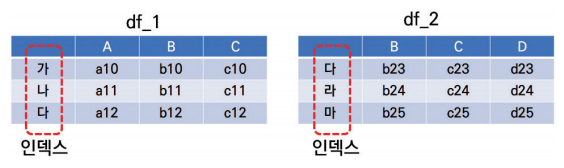 df_1 df_2
A B C B C D
가 a10 b10 c10 다 b23 c23 d23
나 a11 b11 c11 라 b24 c24 d24
다 a12 b12 c12 마 b25 c25 d25
인덱스 인덱스